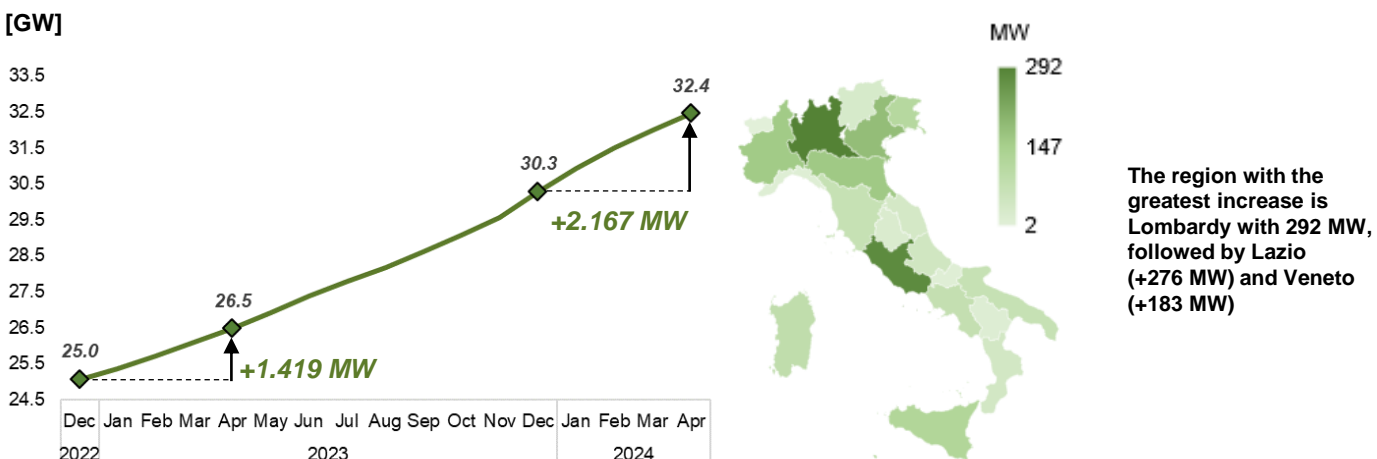 [GW]
33.5
32.5
31.5
30.5
29.5
28.5
27.5
26.5
25.5
24.5
25.0
26.5
30.3
32.4
+1.419 MW
+2.167 MW
Dec Jan Feb Mar Apr May Jun Jul Aug Sep Oct Nov Dec Jan Feb Mar Apr
2022 2023 2024
MW
292
147
2
The region with the
greatest increase is
Lombardy with 292 MW,
followed by Lazio
(+276 MW) and Veneto
(+183 MW)